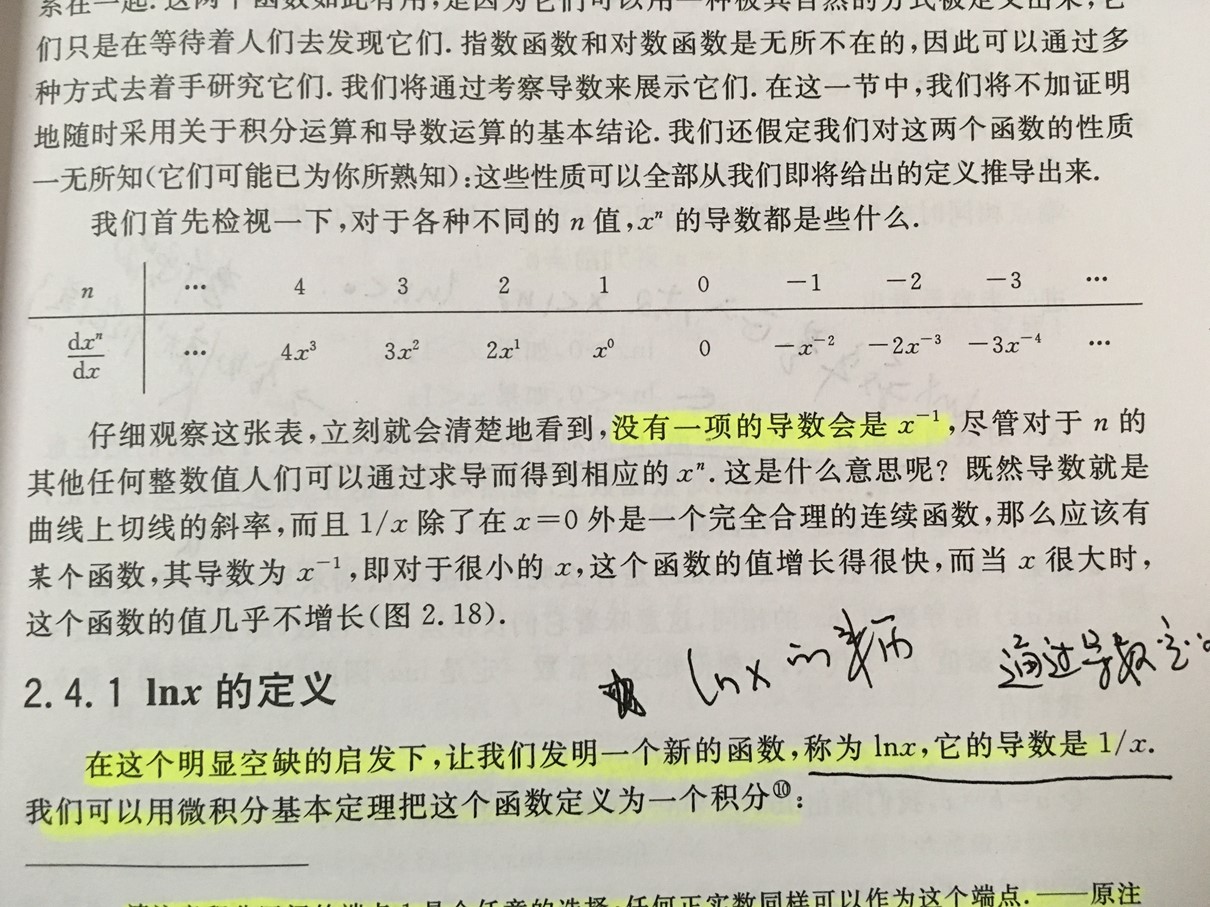 系在一起. 这两个函数如此有用,是因为它们可以用一种极其自然的方式被定义出来,它
们只是在等待着人们去发现它们. 指数函数和对数函数是无所不在的,因此可以通过多
种方式去着手研究它们. 我们将通过考察导数来展示它们. 在这一节中,我们将不加证明
地随时采用关于积分运算和导数运算的基本结论. 我们还假定我们对这两个函数的性质
一无所知(它们可能已为你所熟知):这些性质可以全部从我们即将给出的定义推导出来.
我们首先检视一下,对于各种不同的 n 值,xⁿ 的导数都是些什么.
n … 4 3 2 1 0 −1 −2 −3 …
dxⁿ/dx … 4x³ 3x² 2x¹ x⁰ 0 −x⁻² −2x⁻³ −3x⁻⁴ …
仔细观察这张表,立刻就会清楚地看到,没有一项的导数会是 x⁻¹,尽管对于 n 的
其他任何整数值人们可以通过求导而得到相应的 xⁿ. 这是什么意思呢? 既然导数就是
曲线上切线的斜率,而且 1/x 除了在 x=0 外是一个完全合理的连续函数,那么应该有
某个函数,其导数为 x⁻¹,即对于很小的 x,这个函数的值增长得很快,而当 x 很大时,
这个函数的值几乎不增长(图 2.18).
lnx 的来历 通过导数定
2.4.1 lnx 的定义
在这个明显空缺的启发下,让我们发明一个新的函数,称为 lnx,它的导数是 1/x.
我们可以用微积分基本定理把这个函数定义为一个积分⑩:
是个任意的选择,任何正实数同样可以作为这个端点.——原注